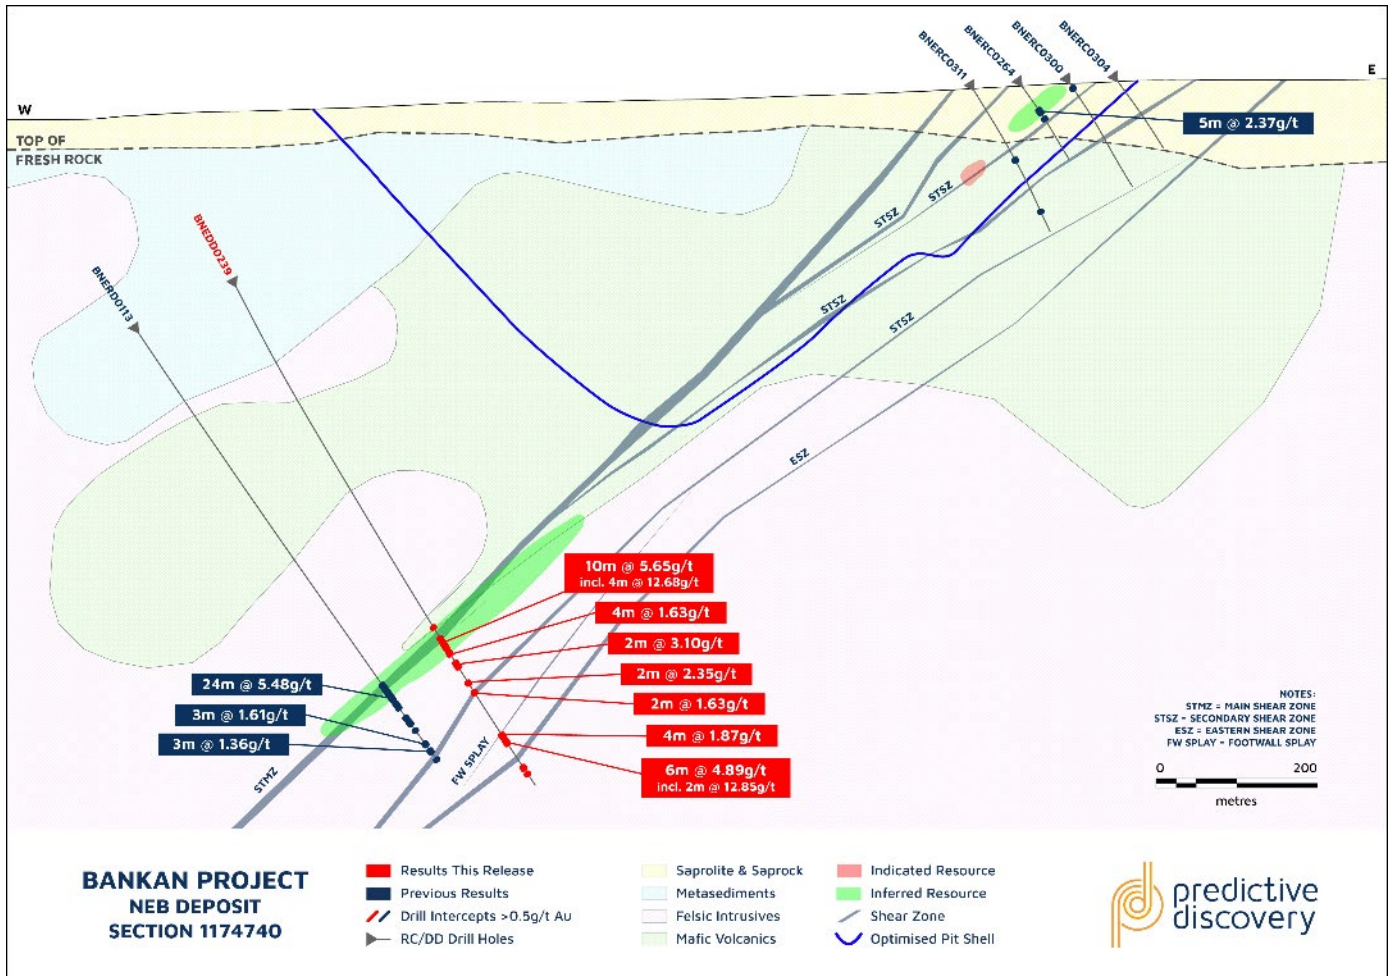 BNERC0311
BNERC0264
BNERC0300
BNERC0304
W
E
5m @ 2.37g/t
TOP OF
FRESH ROCK
STSZ
STSZ
STSZ
STSZ
BNEDD0239
BNERD0113
ESZ
10m @ 5.65g/t
incl. 4m @ 12.68g/t
4m @ 1.63g/t
2m @ 3.10g/t
2m @ 2.35g/t
2m @ 1.63g/t
4m @ 1.87g/t
6m @ 4.89g/t
incl. 2m @ 12.85g/t
24m @ 5.48g/t
3m @ 1.61g/t
3m @ 1.36g/t
STMZ
FW SPLAY
NOTES:
STMZ = MAIN SHEAR ZONE
STSZ = SECONDARY SHEAR ZONE
ESZ = EASTERN SHEAR ZONE
FW SPLAY = FOOTWALL SPLAY
0 200
metres
BANKAN PROJECT
NEB DEPOSIT
SECTION 1174740
Results This Release
Previous Results
Drill Intercepts >0.5g/t Au
RC/DD Drill Holes
Saprolite & Saprock
Metasediments
Felsic Intrusives
Mafic Volcanics
Indicated Resource
Inferred Resource
Shear Zone
Optimised Pit Shell
predictive
discovery